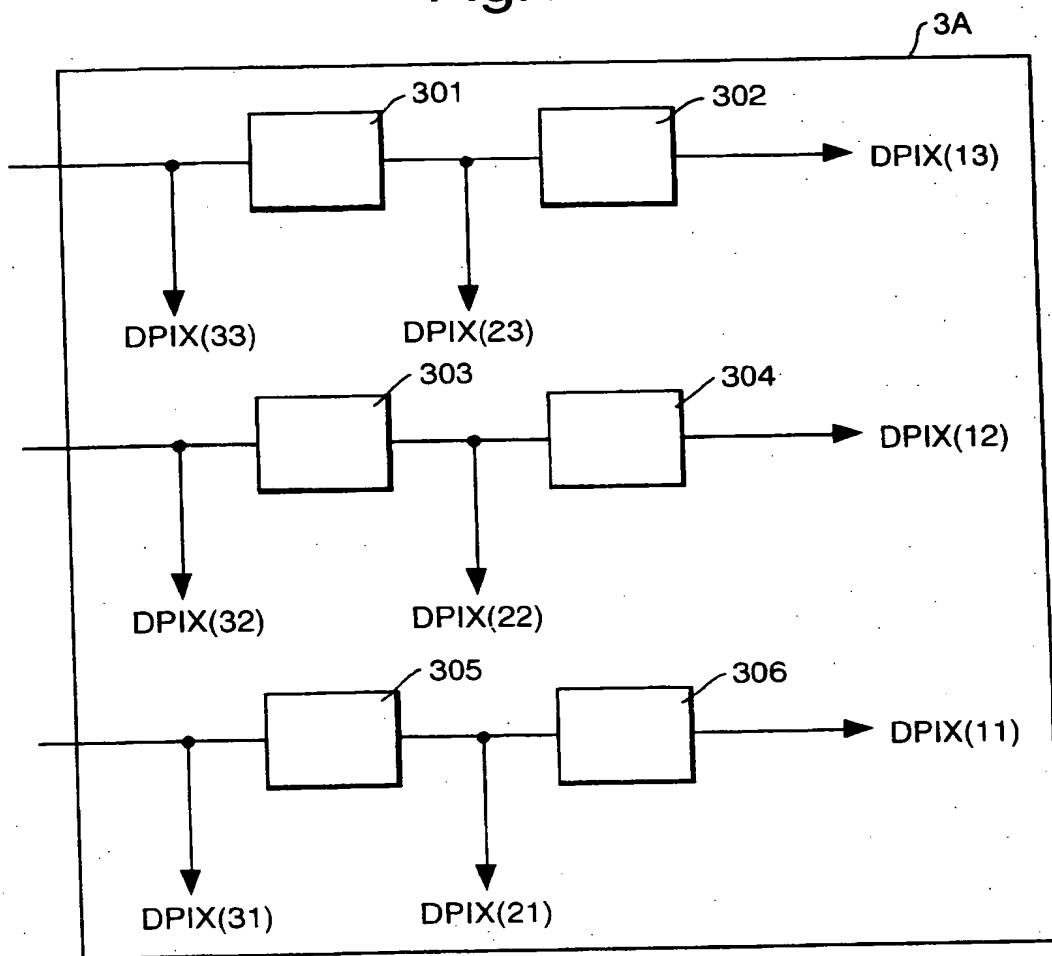 3A
301
302
DPIX(13)
DPIX(33)
DPIX(23)
303
304
DPIX(12)
DPIX(32)
DPIX(22)
305
306
DPIX(11)
DPIX(31)
DPIX(21)